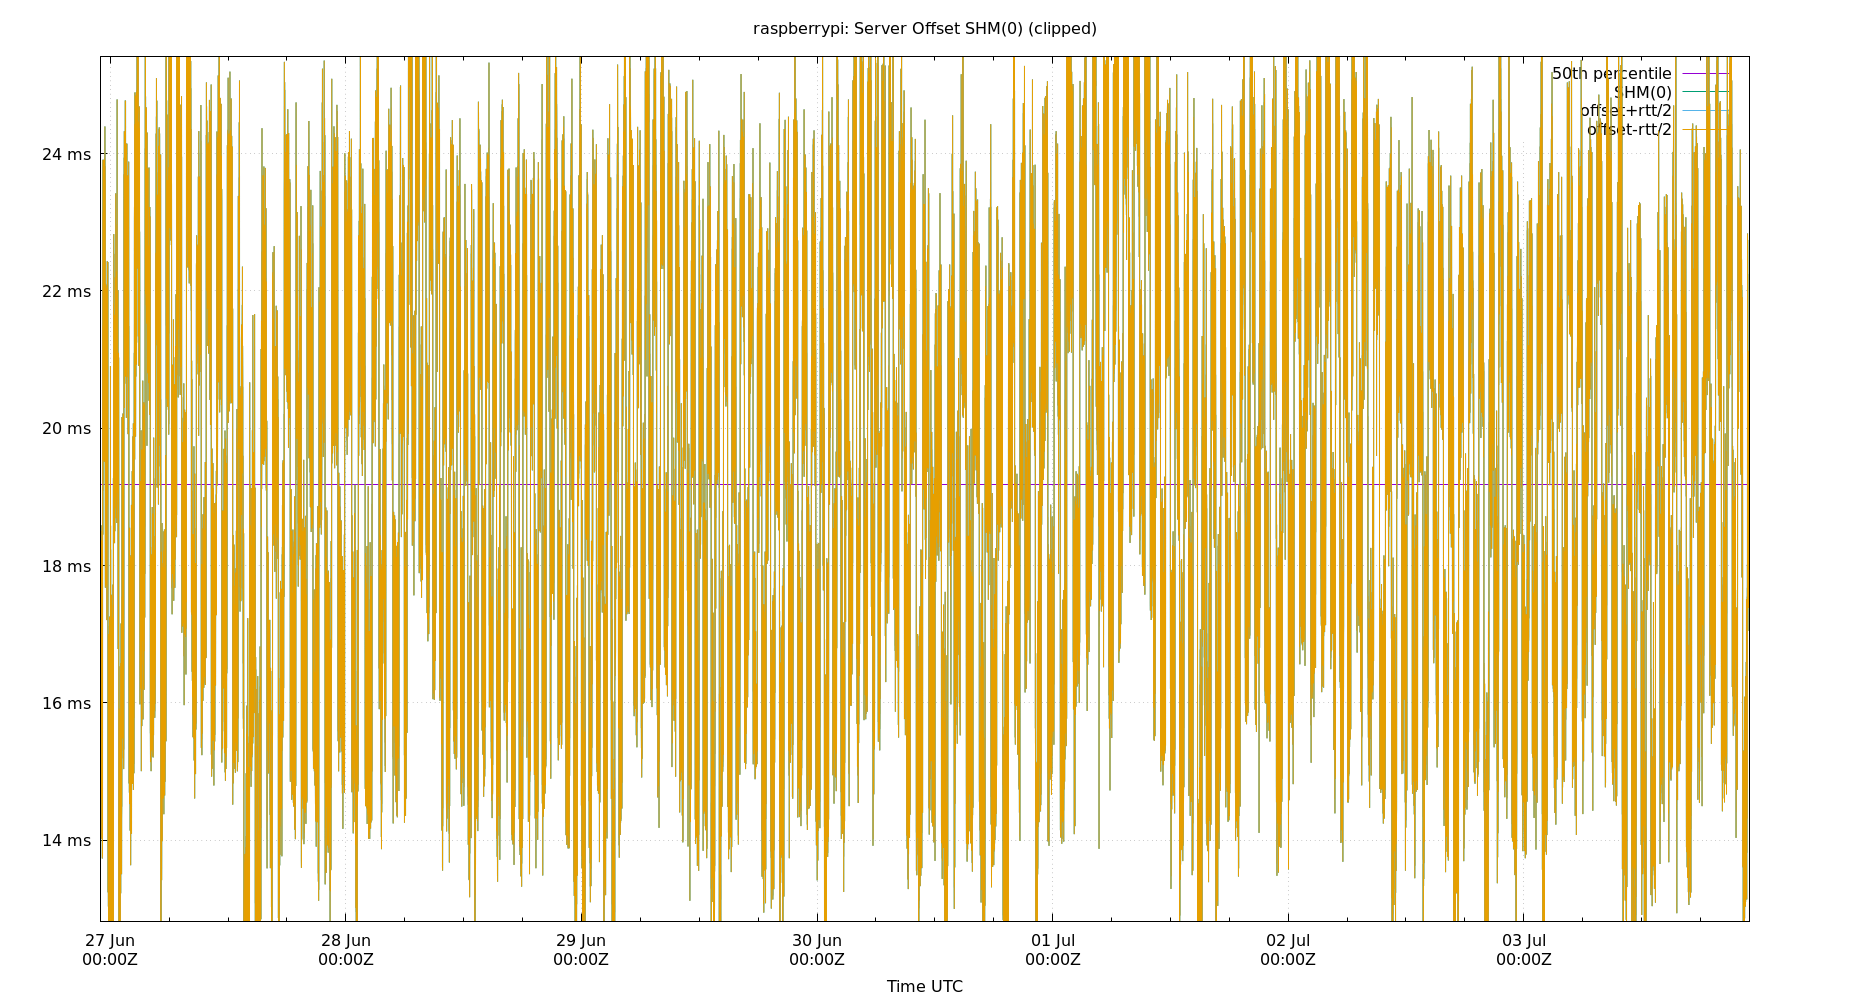 raspberrypi: Server Offset SHM(0) (clipped)
50th percentile
SHM(0)
offset+rtt/2
offset-rtt/2
24 ms
22 ms
20 ms
18 ms
16 ms
14 ms
27 Jun 28 Jun 29 Jun 30 Jun 01 Jul 02 Jul 03 Jul
00:00Z 00:00Z 00:00Z 00:00Z 00:00Z 00:00Z 00:00Z
Time UTC